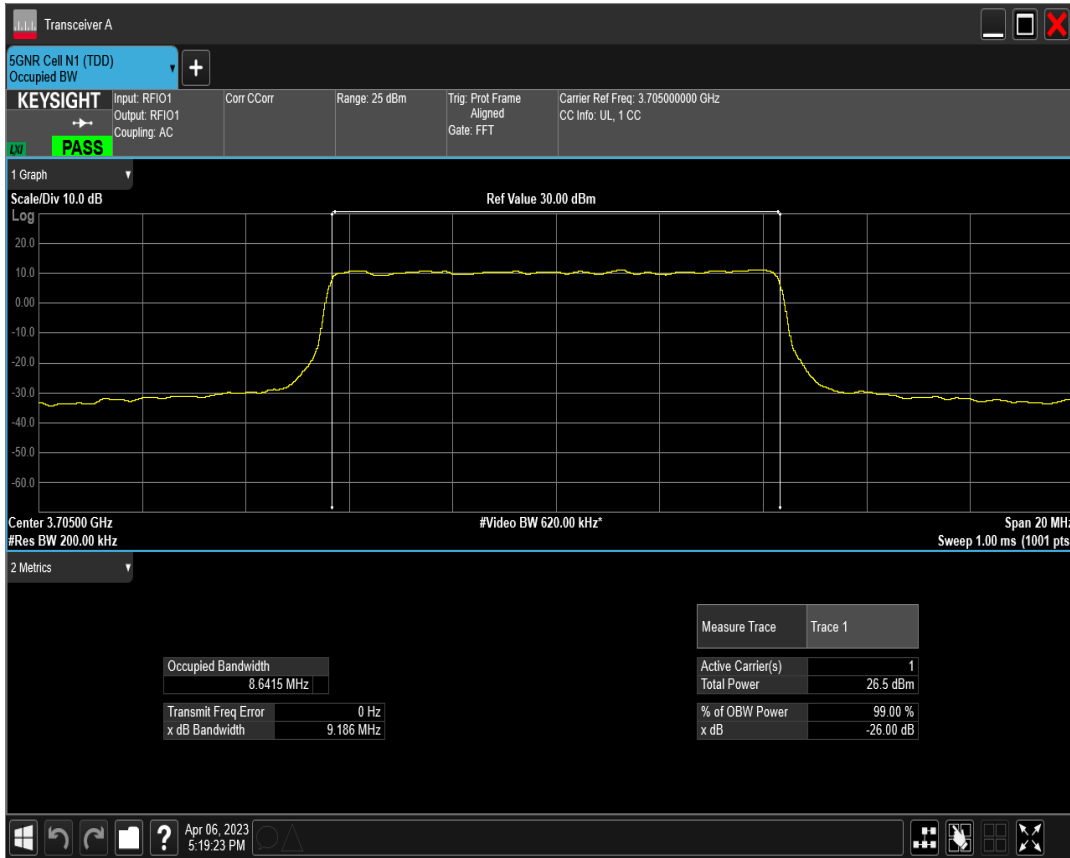 Transceiver A
5GNR Cell N1 (TDD)
Occupied BW
+
KEYSIGHT
LXI
PASS
Input: RFIO1
Output: RFIO1
Coupling: AC
Corr CCorr
Range: 25 dBm
Trig: Prot Frame
Aligned
Gate: FFT
Carrier Ref Freq: 3.705000000 GHz
CC Info: UL, 1 CC
1 Graph
Scale/Div 10.0 dB
Ref Value 30.00 dBm
Log
20.0
10.0
0.00
-10.0
-20.0
-30.0
-40.0
-50.0
-60.0
Center 3.70500 GHz
#Video BW 620.00 kHz*
Span 20 MHz
#Res BW 200.00 kHz
Sweep 1.00 ms (1001 pts
2 Metrics
Measure Trace Trace 1
Occupied Bandwidth
8.6415 MHz
Active Carrier(s) 1
Total Power 26.5 dBm
Transmit Freq Error 0 Hz
x dB Bandwidth 9.186 MHz
% of OBW Power 99.00 %
x dB -26.00 dB
?
Apr 06, 2023
5:19:23 PM